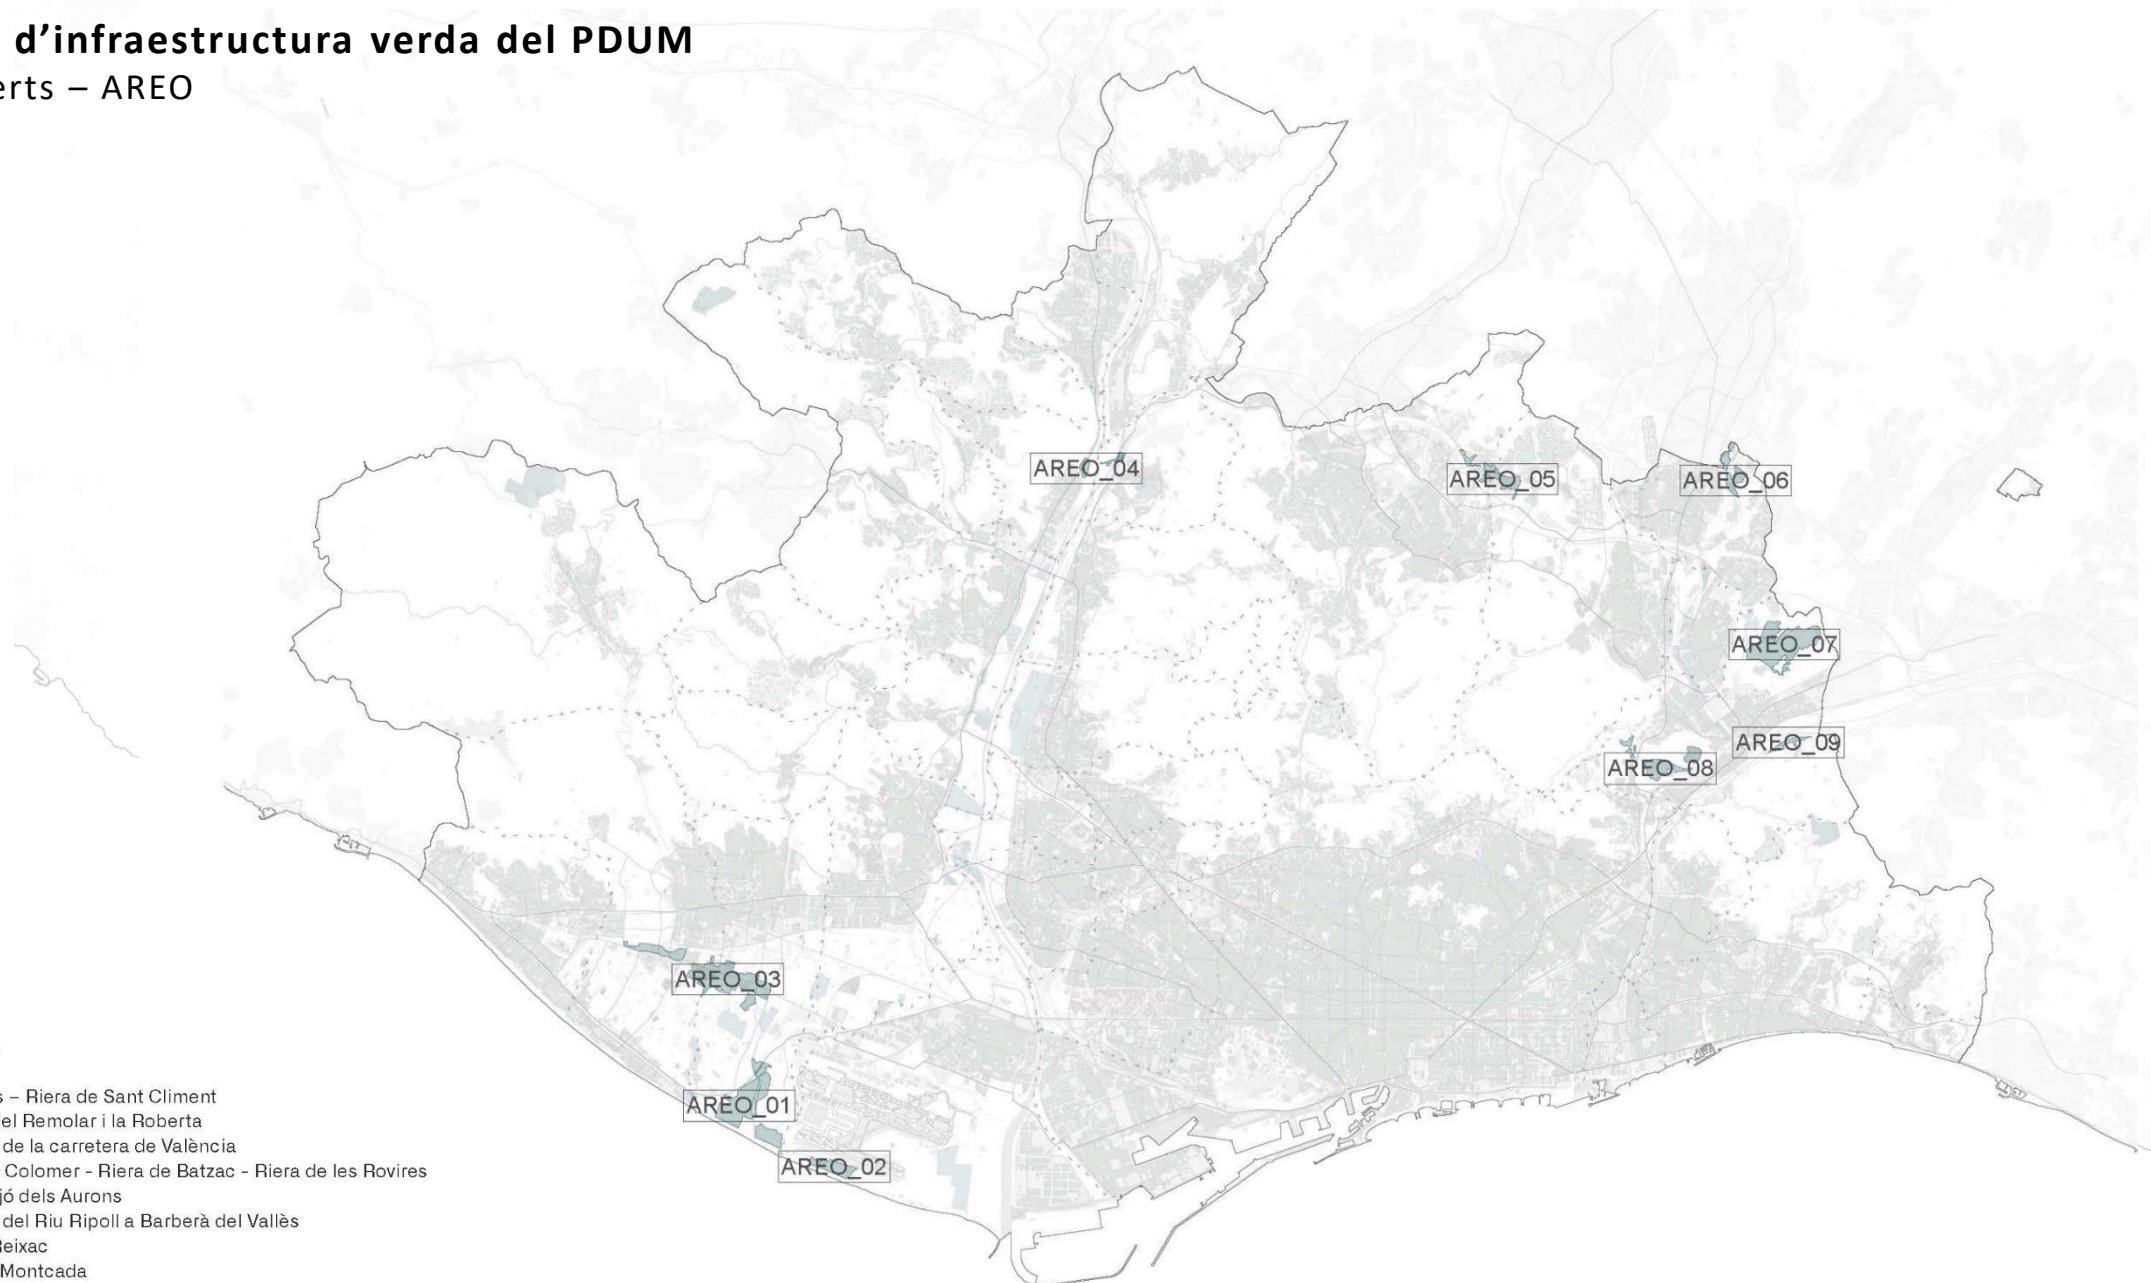 d’infraestructura verda del PDUM
erts – AREO
AREO_04
AREO_05
AREO_06
AREO_07
AREO_09
AREO_08
AREO_03
AREO_01
AREO_02
s – Riera de Sant Climent
el Remolar i la Roberta
de la carretera de València
Colomer - Riera de Batzac - Riera de les Rovires
jó dels Aurons
del Riu Ripoll a Barberà del Vallès
Reixac
Montcada